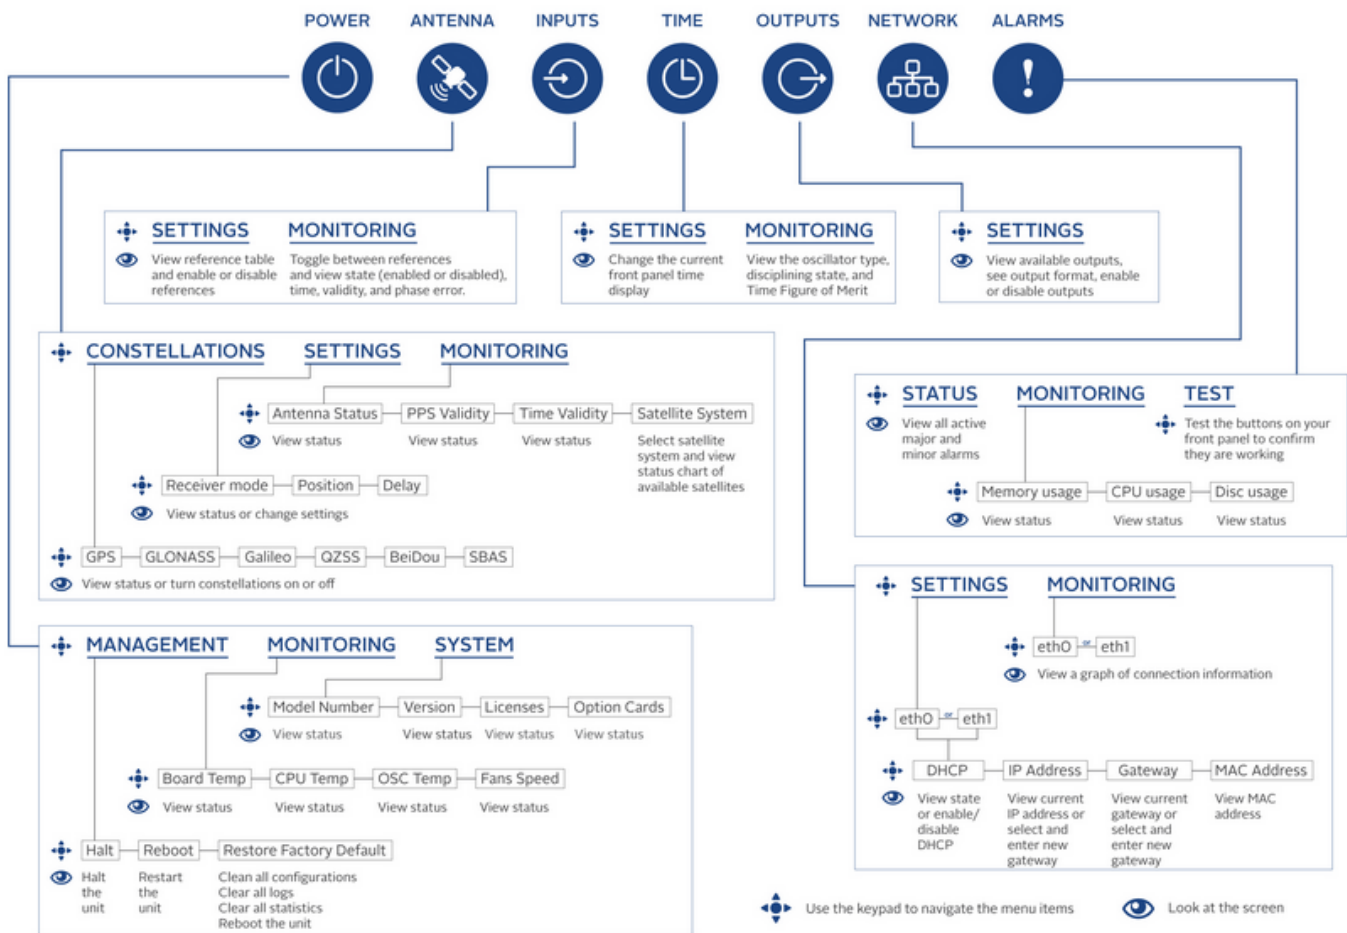 POWER ANTENNA INPUTS TIME OUTPUTS NETWORK ALARMS
SETTINGS MONITORING
View reference table
and enable or disable
references
Toggle between references
and view state (enabled or disabled),
time, validity, and phase error.
SETTINGS MONITORING
Change the current
front panel time
display
View the oscillator type,
disciplining state, and
Time Figure of Merit
SETTINGS
View available outputs,
see output format, enable
or disable outputs
CONSTELLATIONS SETTINGS MONITORING
Antenna Status PPS Validity Time Validity Satellite System
View status View status View status
Select satellite
system and view
status chart of
available satellites
Receiver mode Position Delay
View status or change settings
GPS GLONASS Galileo QZSS BeiDou SBAS
View status or turn constellations on or off
STATUS MONITORING TEST
View all active
major and
minor alarms
Test the buttons on your
front panel to confirm
they are working
Memory usage CPU usage Disc usage
View status View status View status
SETTINGS MONITORING
eth0 or eth1
View a graph of connection information
eth0 or eth1
DHCP IP Address Gateway MAC Address
View state
or enable/
disable
DHCP
View current
IP address or
select and
enter new
gateway
View current
gateway or
select and
enter new
gateway
View MAC
address
MANAGEMENT MONITORING SYSTEM
Model Number Version Licenses Option Cards
View status View status View status View status
Board Temp CPU Temp OSC Temp Fans Speed
View status View status View status View status
Halt Reboot Restore Factory Default
Halt
the
unit
Restart
the
unit
Clean all configurations
Clear all logs
Clear all statistics
Reboot the unit
Use the keypad to navigate the menu items
Look at the screen